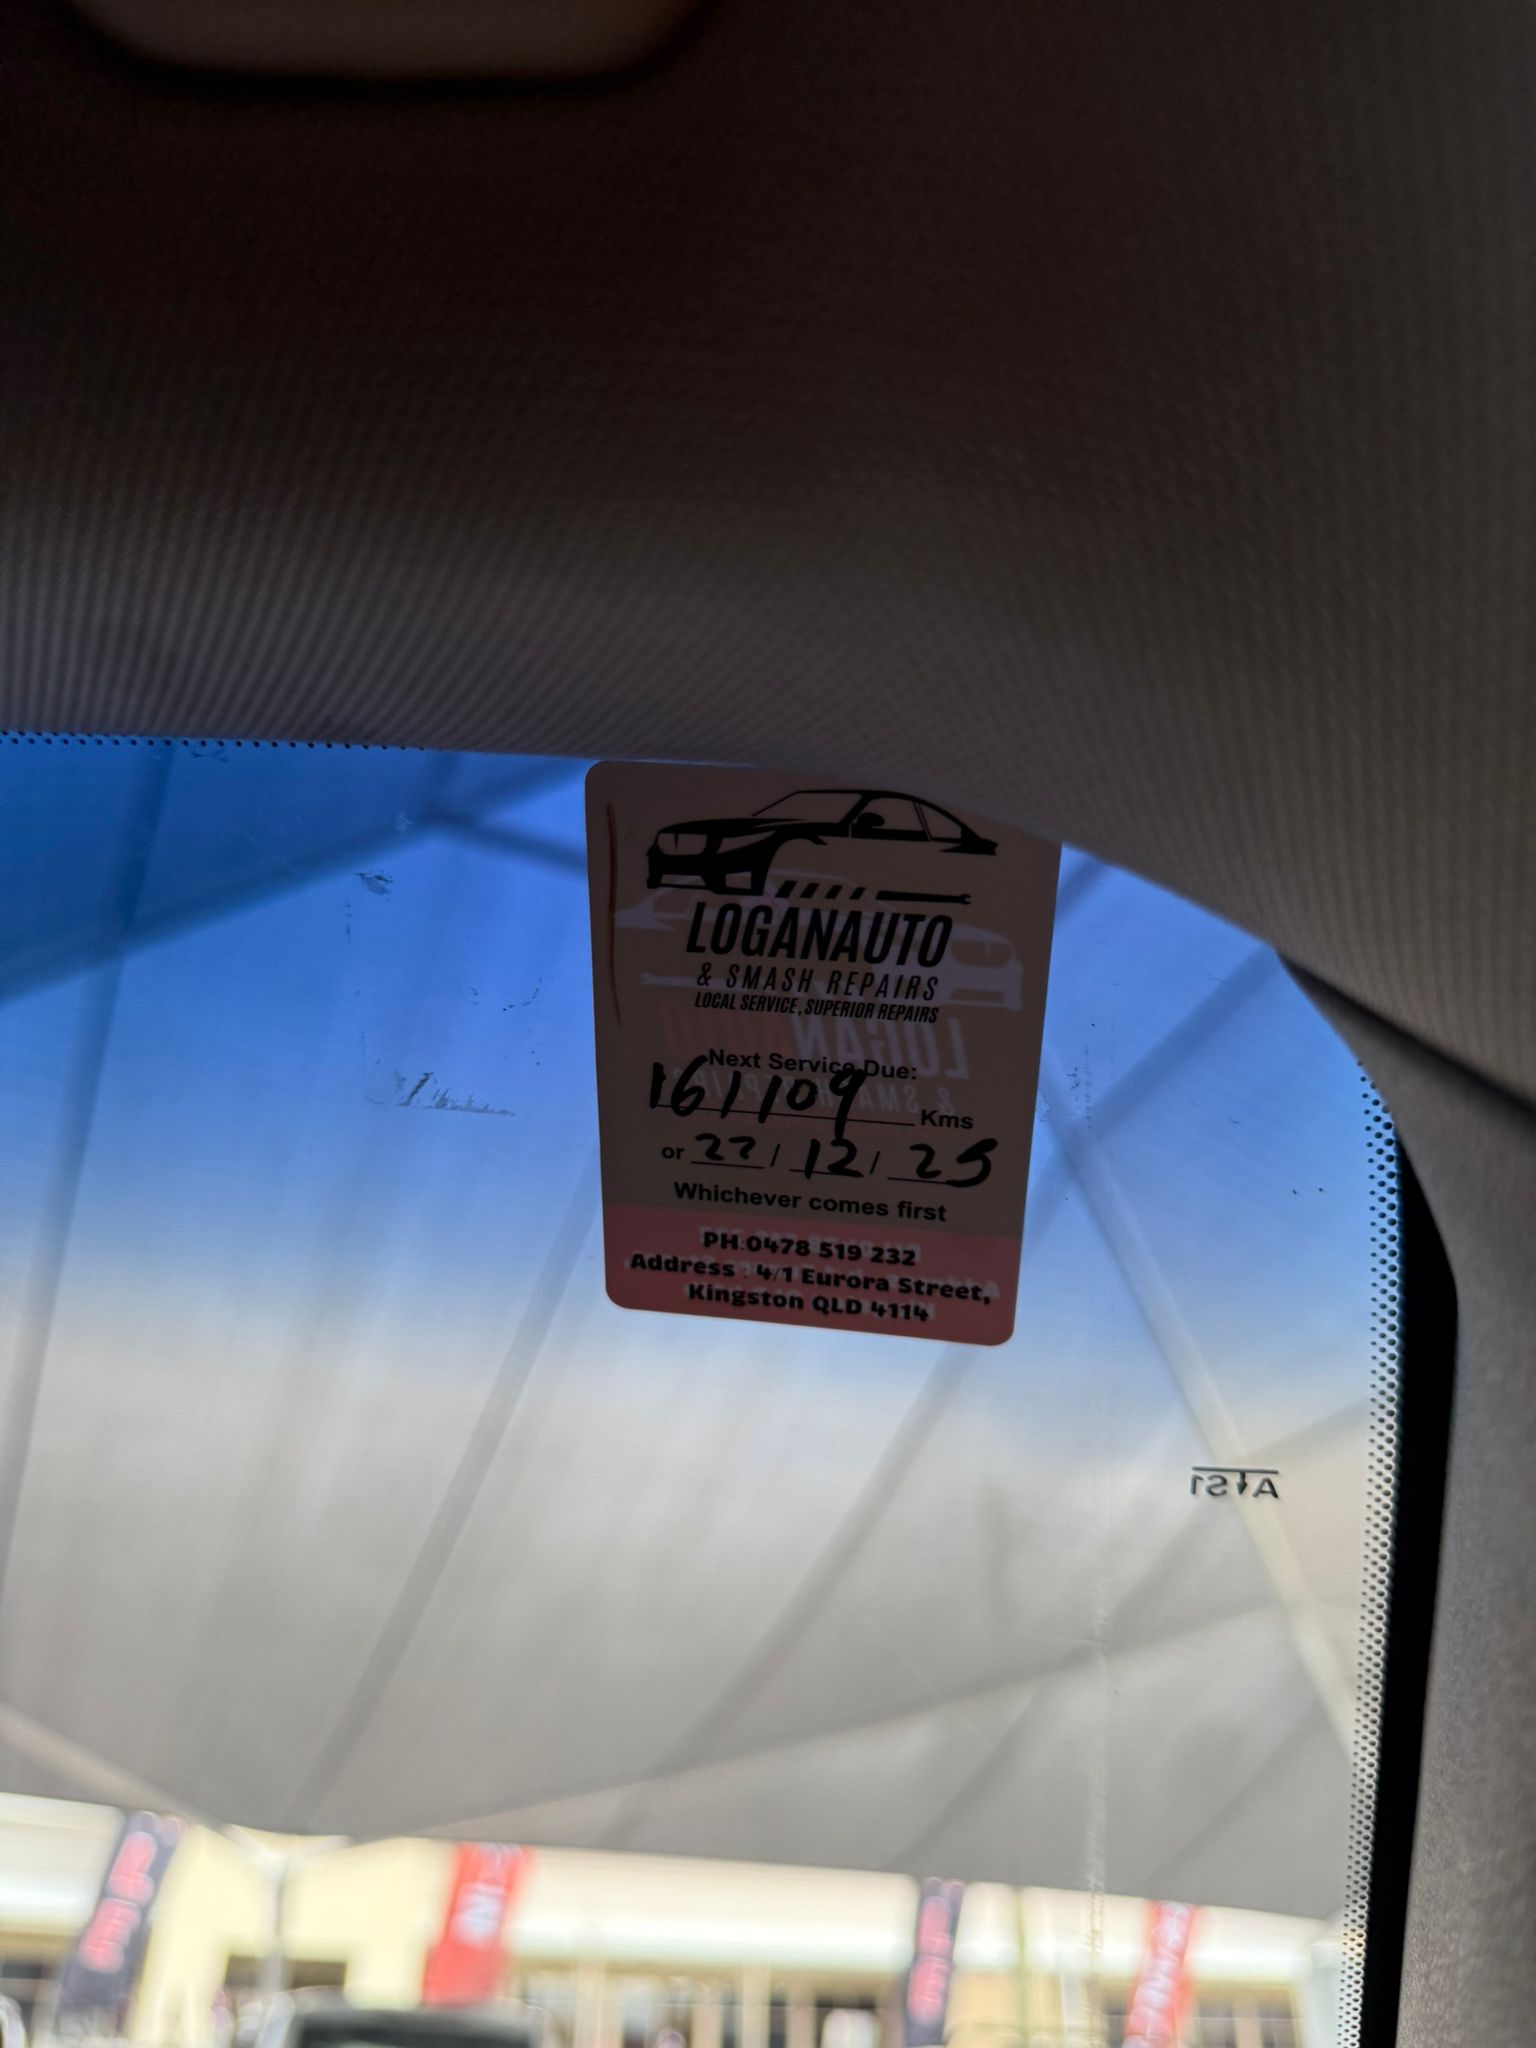 LOGANAUTO
& SMASH REPAIRS
LOCAL SERVICE, SUPERIOR REPAIRS
Next Service Due:
161109 Kms
or 22/12/25
Whichever comes first
PH:0478 519 232
Address : 4/1 Eurora Street,
Kingston QLD 4114
A↓S1